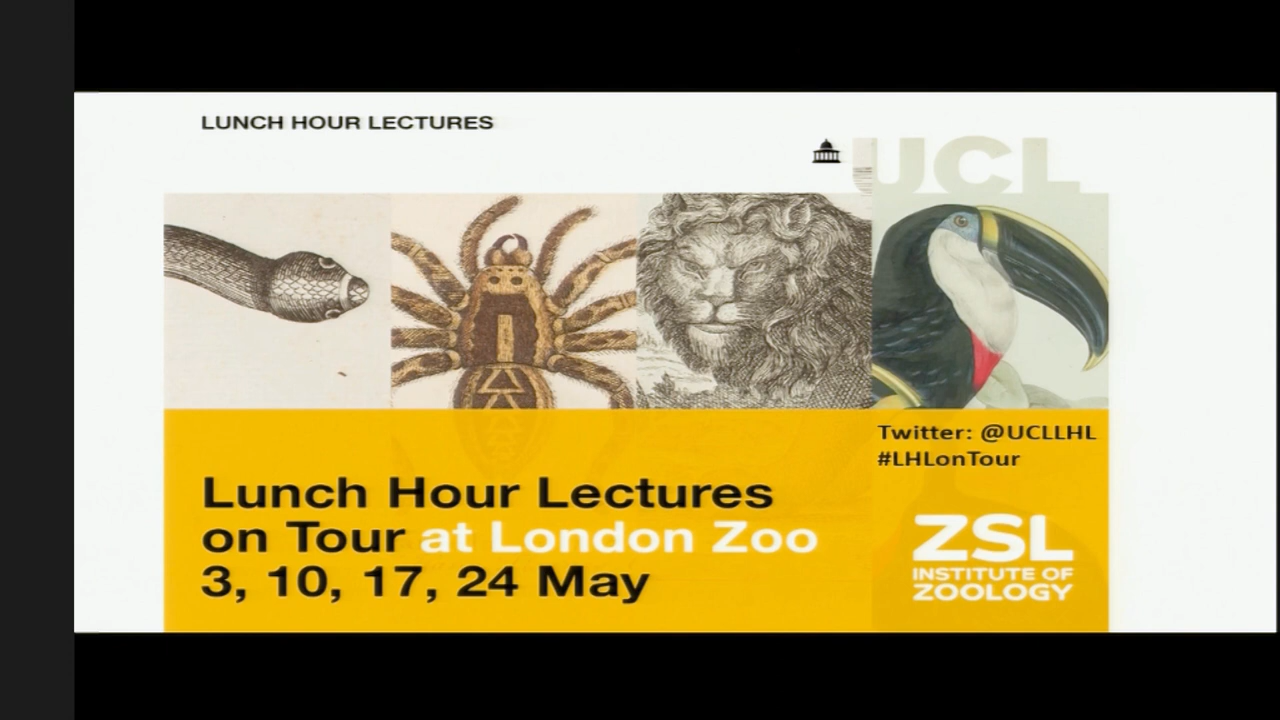 LUNCH HOUR LECTURES
UCL
Twitter: @UCLLHL
#LHLonTour
Lunch Hour Lectures
on Tour at London Zoo
3, 10, 17, 24 May
ZSL
INSTITUTE OF
ZOOLOGY